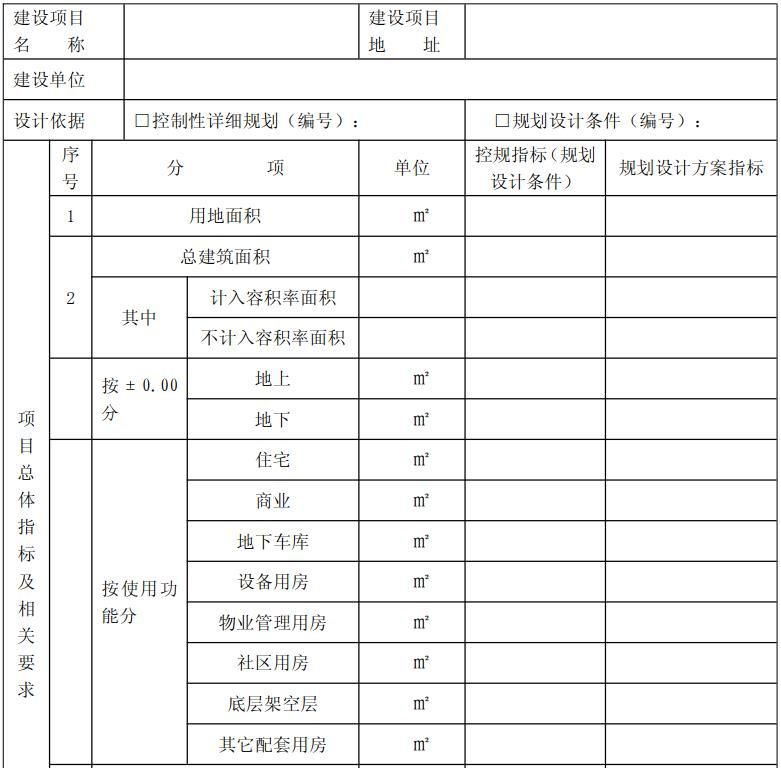 建设项目
名 称
建设项目
地 址
建设单位
设计依据
□控制性详细规划（编号）：
□规划设计条件（编号）：
项目总体指标及相关要求
序号
分 项
单位
控规指标（规划
设计条件）
规划设计方案指标
1
用地面积
㎡
2
总建筑面积
㎡
其中
计入容积率面积
不计入容积率面积
按±0.00
分
地上
㎡
地下
㎡
按使用功
能分
住宅
㎡
商业
㎡
地下车库
㎡
设备用房
㎡
物业管理用房
㎡
社区用房
㎡
底层架空层
㎡
其它配套用房
㎡